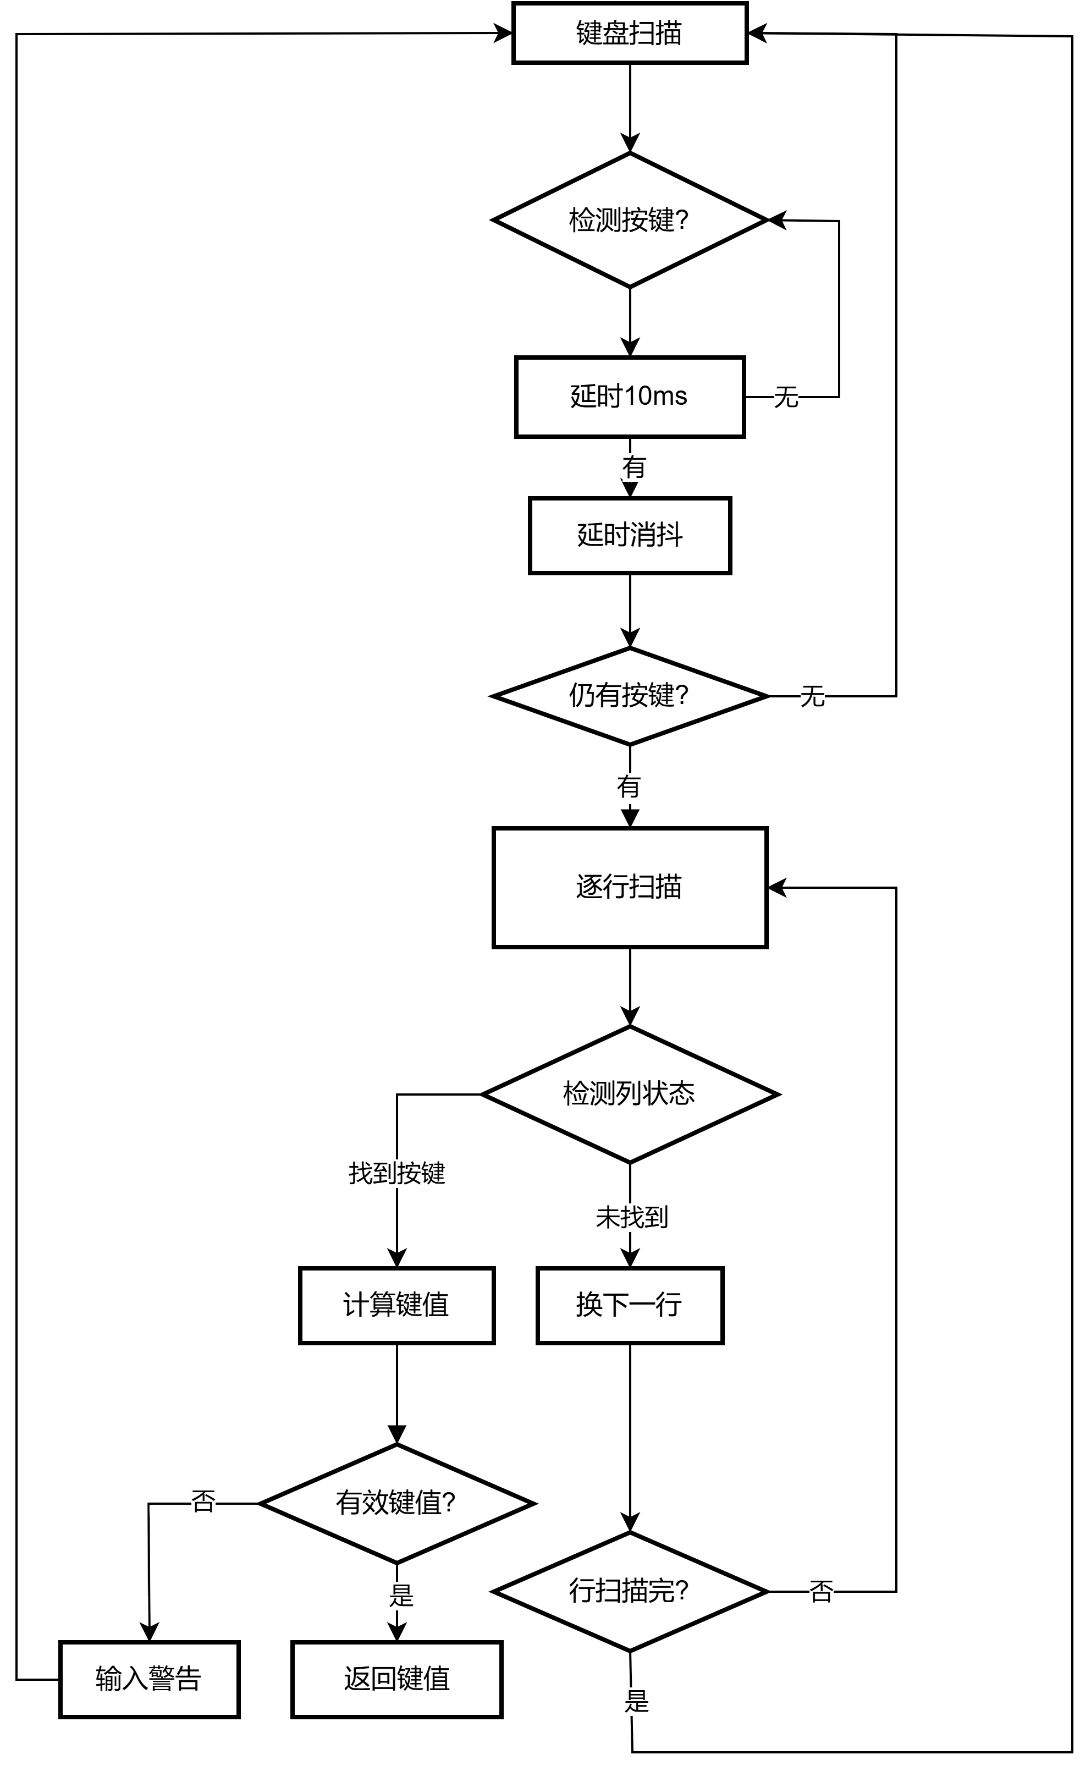 键盘扫描
检测按键?
延时10ms
无
有
延时消抖
仍有按键?
无
有
逐行扫描
检测列状态
找到按键
未找到
计算键值
换下一行
有效键值?
否
是
行扫描完?
否
输入警告
返回键值
是